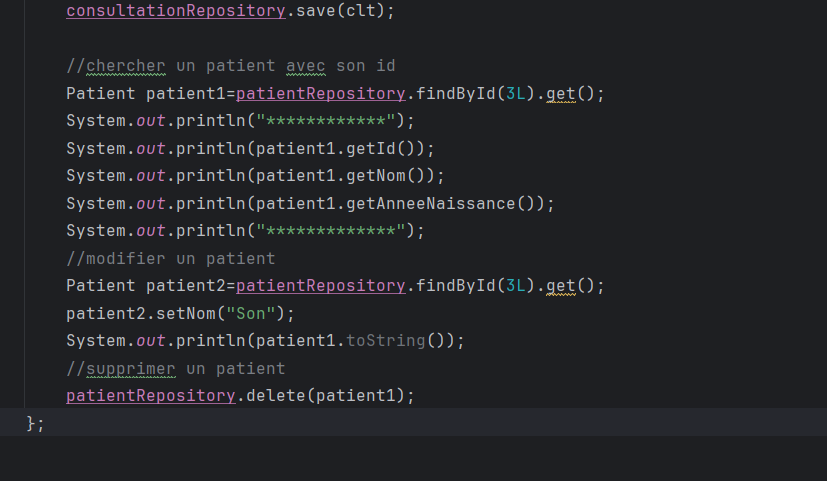 consultationRepository.save(clt);
//chercher un patient avec son id
Patient patient1=patientRepository.findById(3L).get();
System.out.println("************");
System.out.println(patient1.getId());
System.out.println(patient1.getNom());
System.out.println(patient1.getAnneeNaissance());
System.out.println("*************");
//modifier un patient
Patient patient2=patientRepository.findById(3L).get();
patient2.setNom("Son");
System.out.println(patient1.toString());
//supprimer un patient
patientRepository.delete(patient1);
};